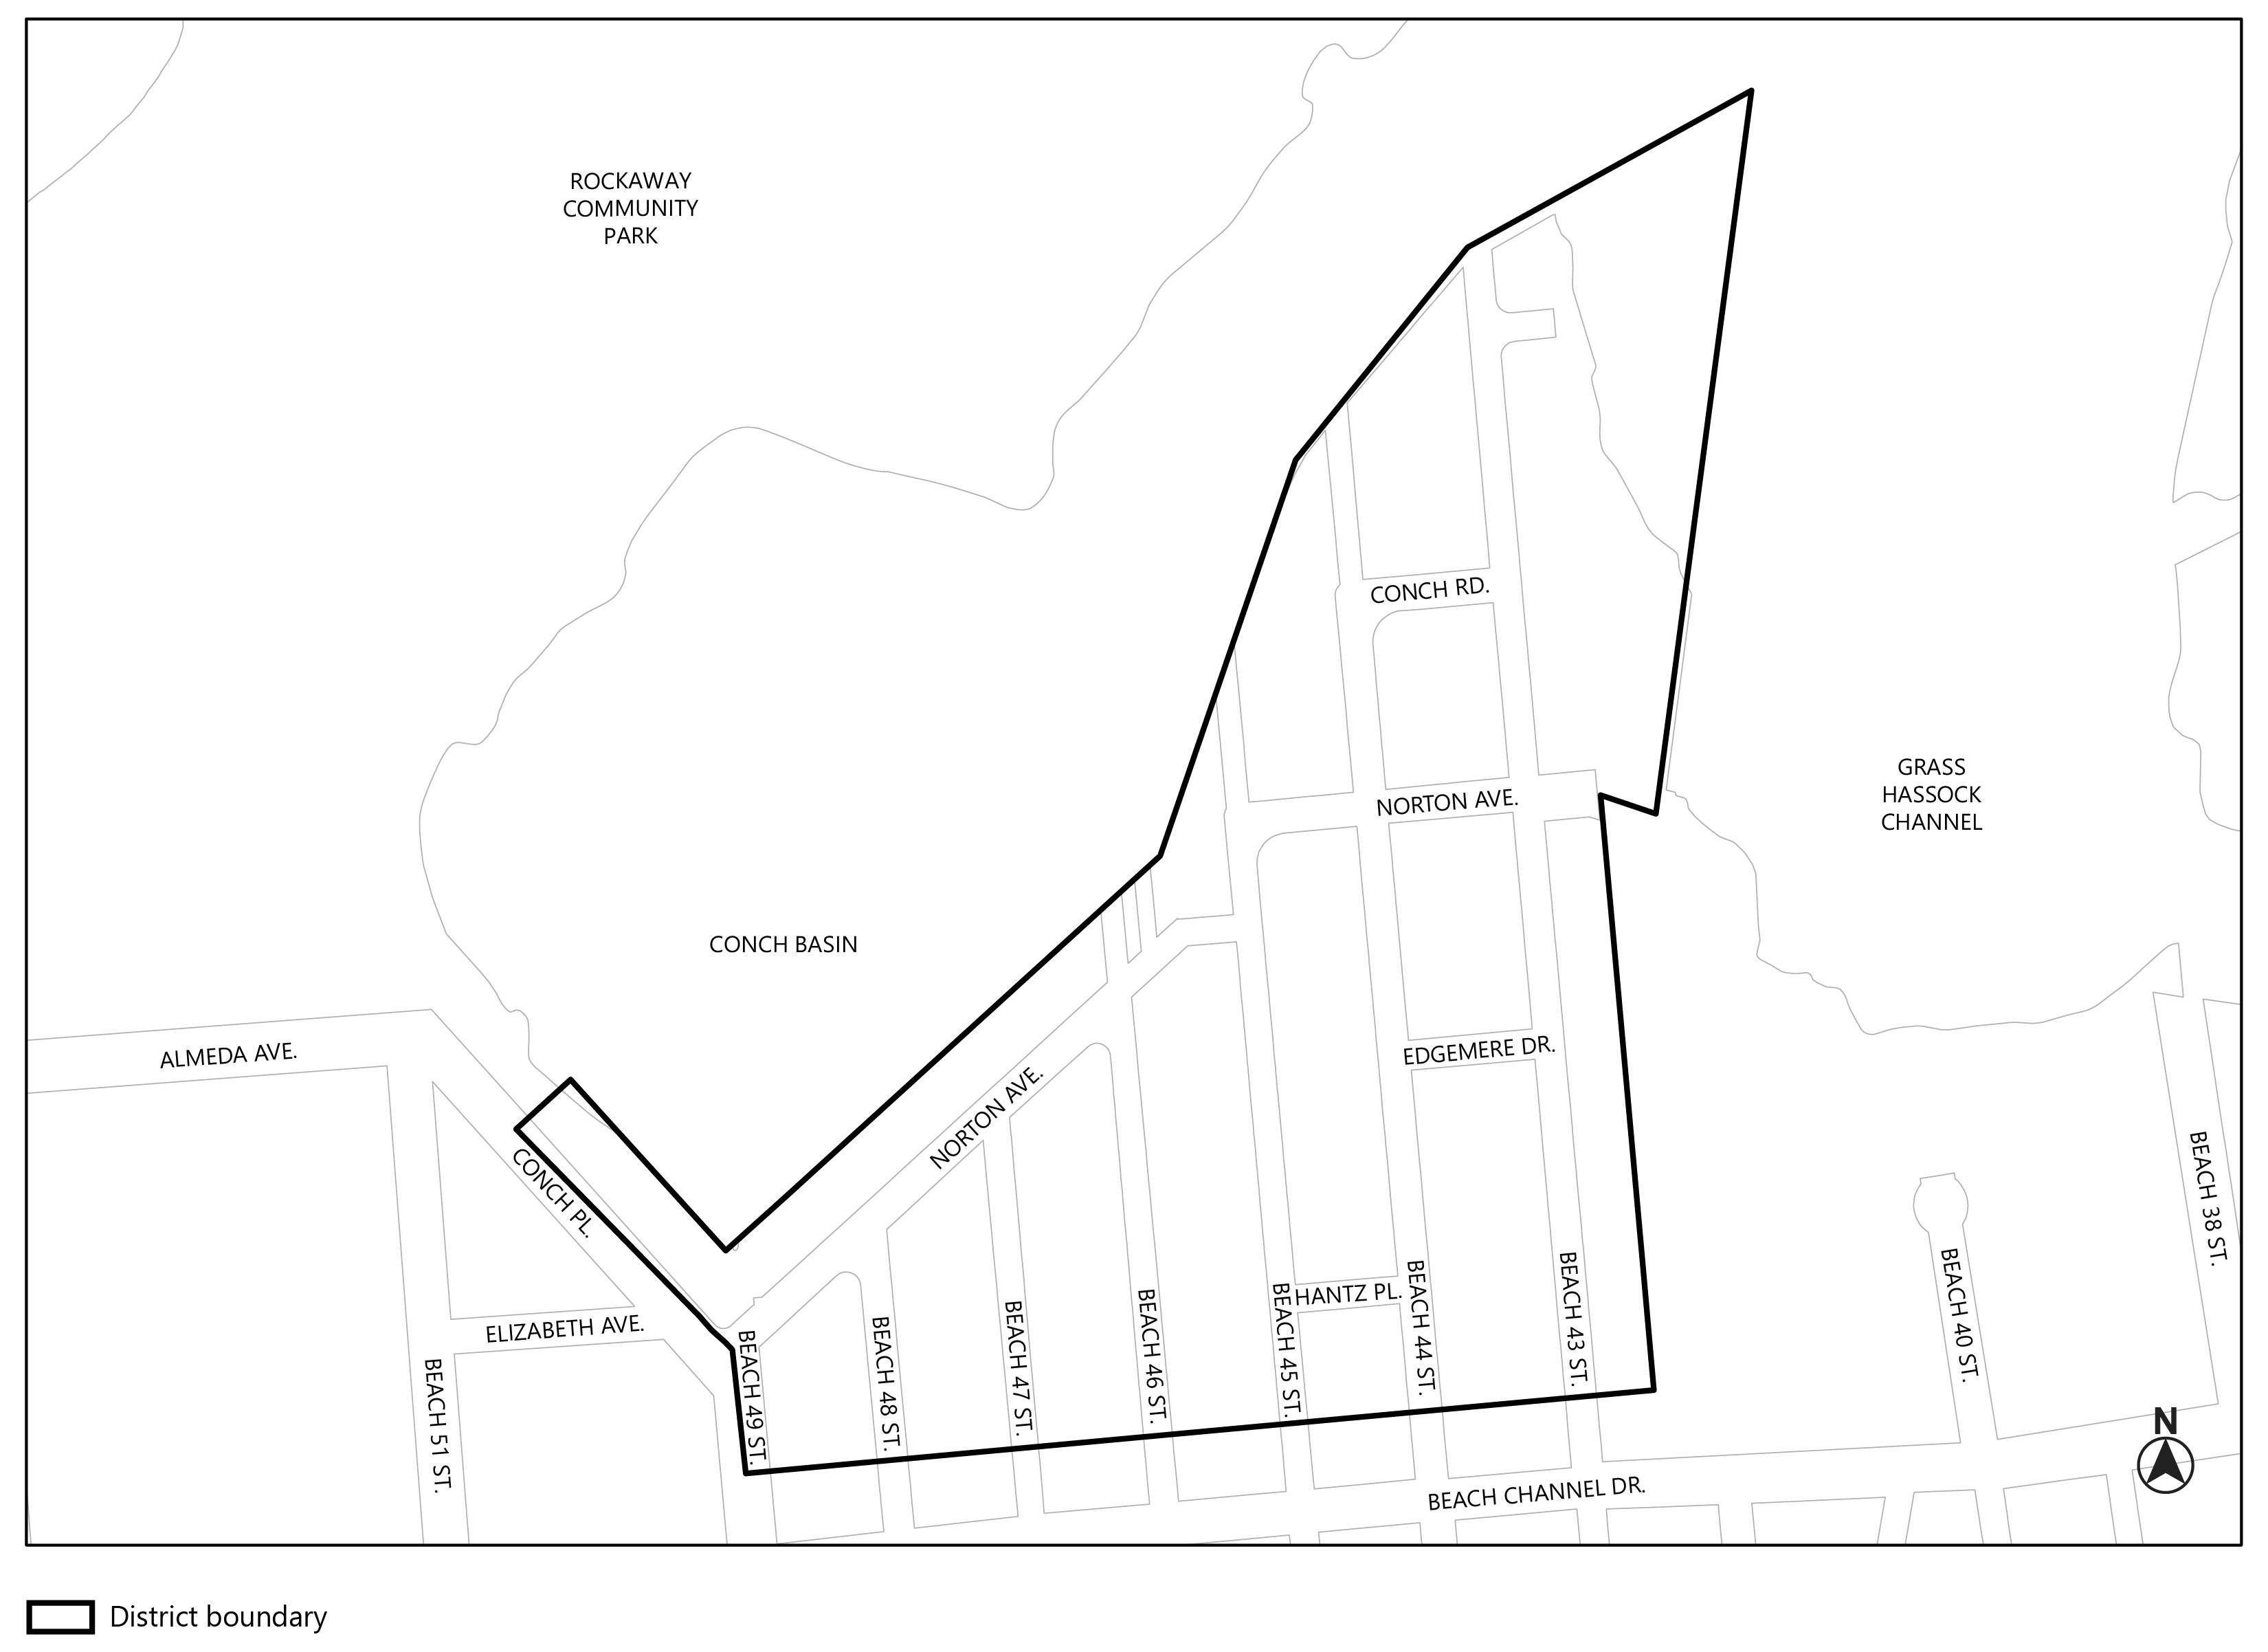 ROCKAWAY
COMMUNITY
PARK
CONCH RD.
GRASS
HASSOCK
CHANNEL
NORTON AVE.
CONCH BASIN
ALMEDA AVE.
EDGEMERE DR.
NORTON AVE.
CONCH PL.
BEACH 38 ST.
ELIZABETH AVE.
HANTZ PL.
BEACH 51 ST.
BEACH 49 ST.
BEACH 48 ST.
BEACH 47 ST.
BEACH 46 ST.
BEACH 45 ST.
BEACH 44 ST.
BEACH 43 ST.
BEACH 40 ST.
N
BEACH CHANNEL DR.
District boundary